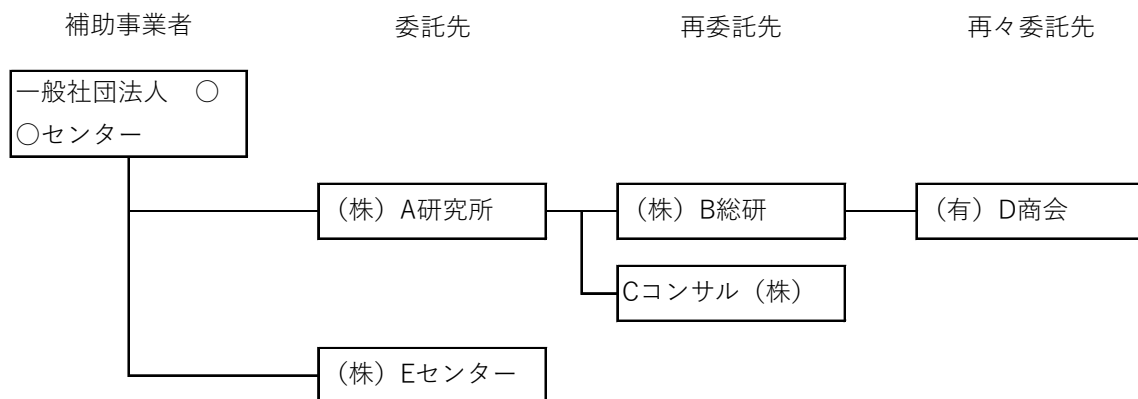 補助事業者 委託先 再委託先 再々委託先
一般社団法人　○
○センター
（株）A研究所 （株）B総研 （有）D商会
Cコンサル（株）
（株）Eセンター